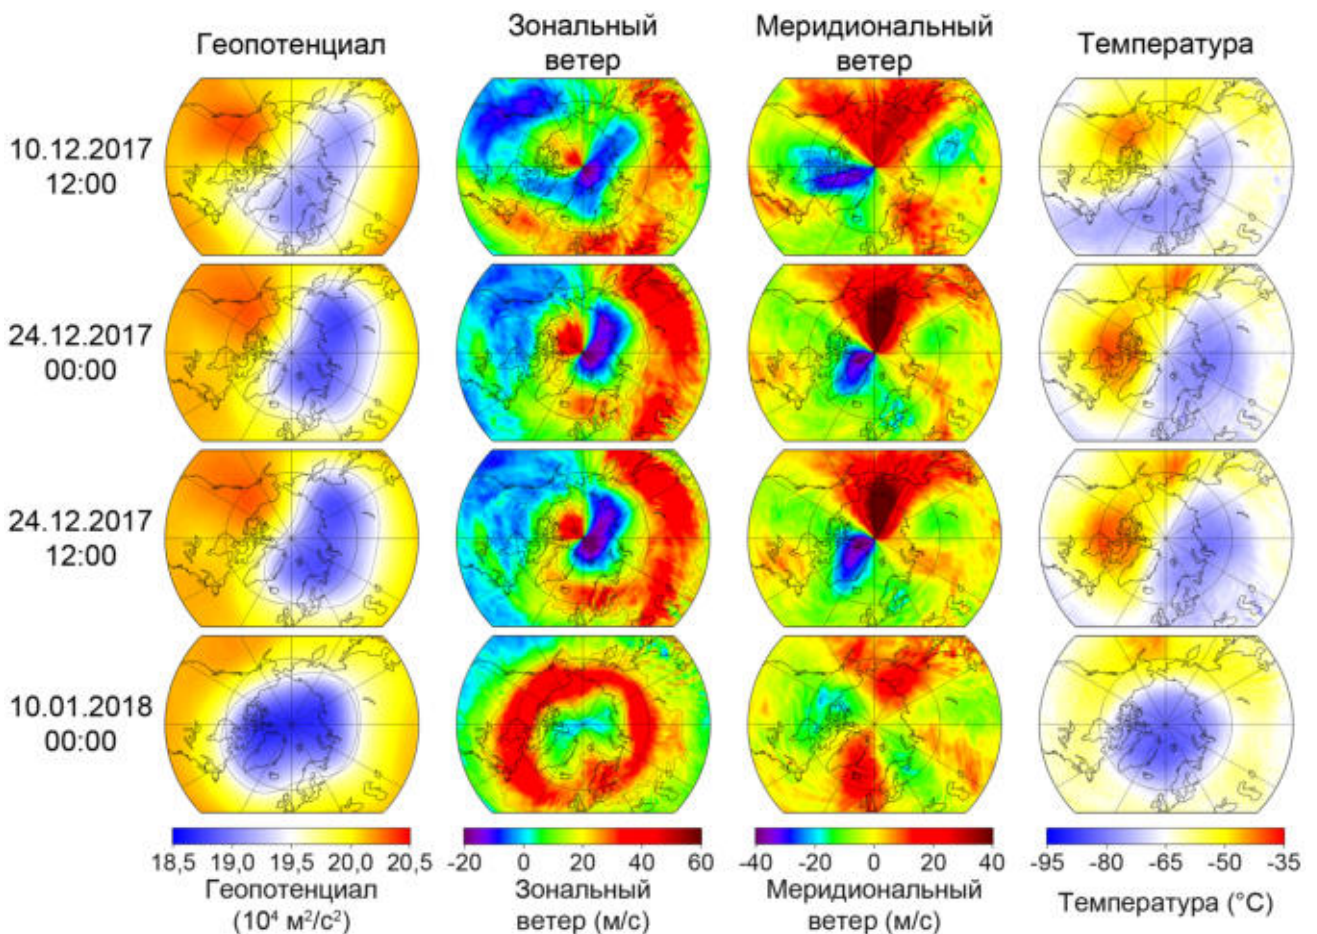 Геопотенциал
Зональный
ветер
Меридиональный
ветер
Температура
10.12.2017
12:00
24.12.2017
00:00
24.12.2017
12:00
10.01.2018
00:00
18,5 19,0 19,5 20,0 20,5
Геопотенциал
(10⁴ м²/с²)
-20 0 20 40 60
Зональный
ветер (м/с)
-40 -20 0 20 40
Меридиональный
ветер (м/с)
-95 -80 -65 -50 -35
Температура (°C)